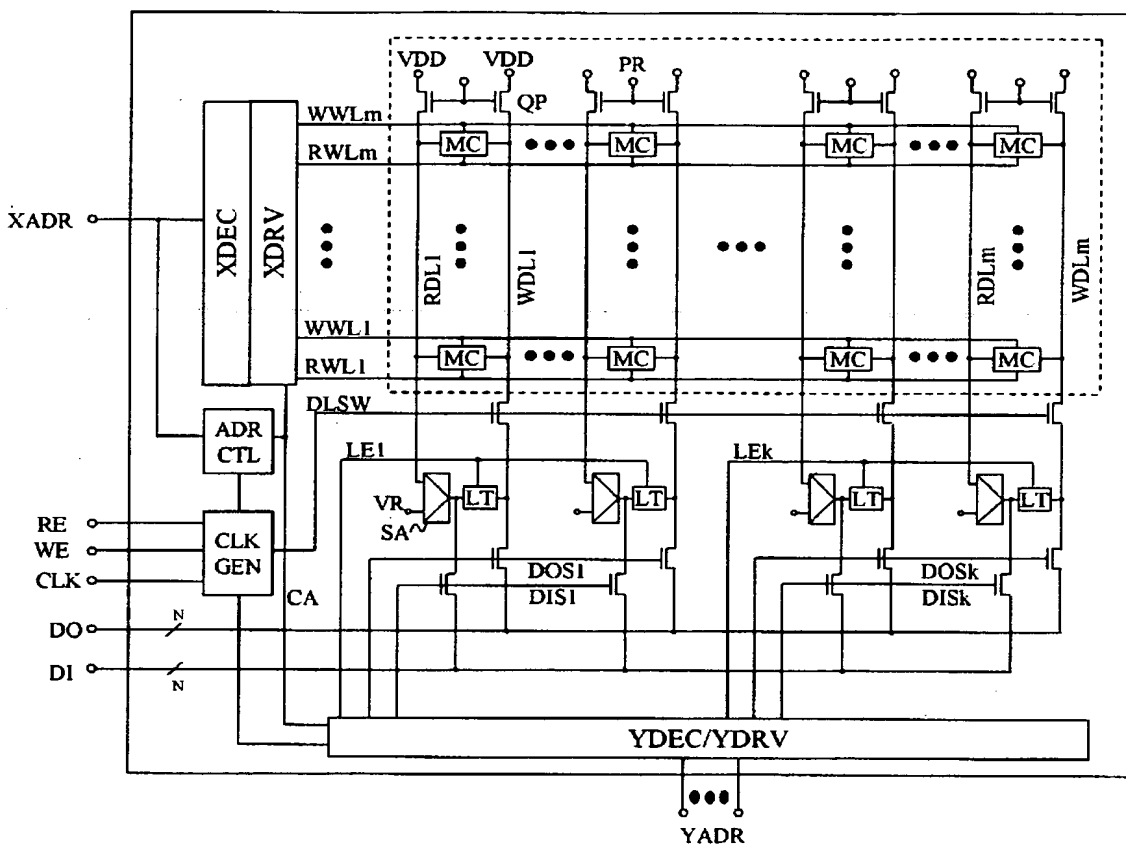 VDD VDD PR
QP
WWLm
MC MC MC MC
RWLm
XADR
XDEC
XDRV
RDL1
WDL1
RDLm
WDLm
WWL1
MC MC MC MC
RWL1
DLSW
ADR
CTL
LE1 LEk
LT LT LT LT
VR
SA
RE
WE
CLK
CLK
GEN
DOS1 DOSk
DIS1 DISk
CA
N
DO
DI
N
YDEC/YDRV
YADR